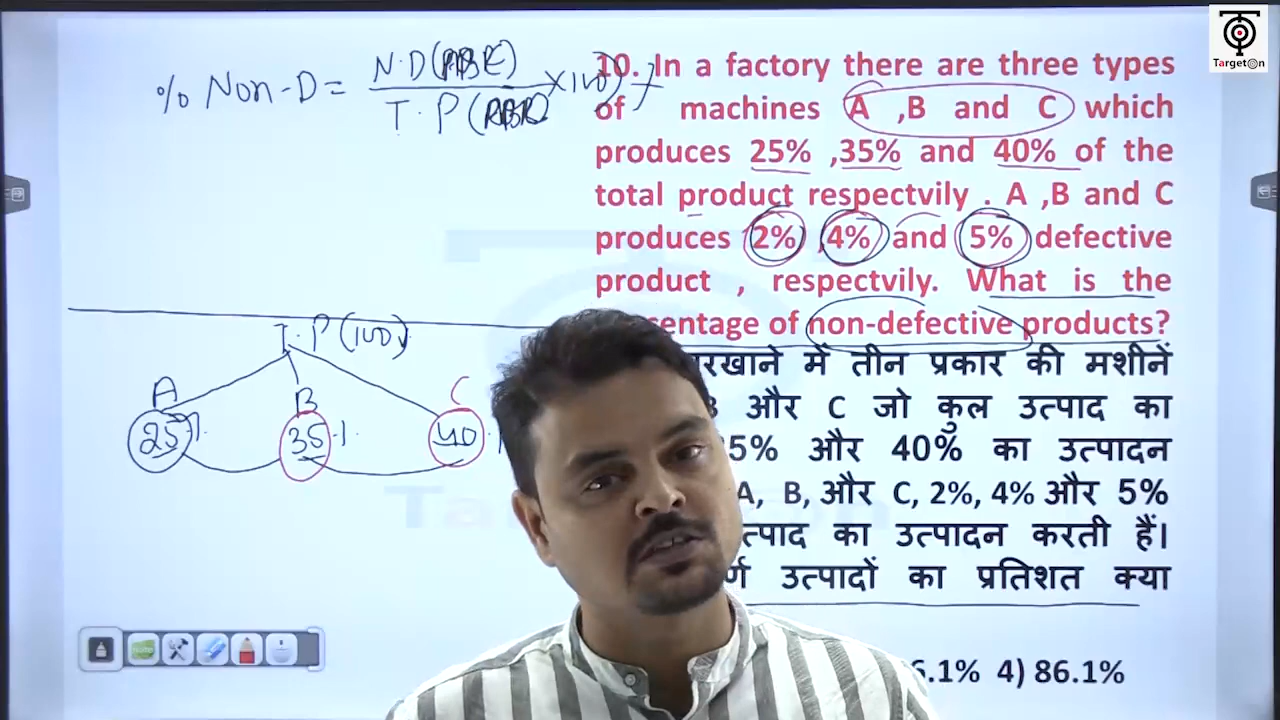 Target⊙n
10. In a factory there are three types
of machines A ,B and C which
produces 25% ,35% and 40% of the
total product respectvily . A ,B and C
produces 2% ,4% and 5% defective
product , respectvily. What is the
centage of non-defective products?
रखाने में तीन प्रकार की मशीनें
और C जो कुल उत्पाद का
5% और 40% का उत्पादन
A, B, और C, 2%, 4% और 5%
त्पाद का उत्पादन करती हैं।
र्ण उत्पादों का प्रतिशत क्या
6.1% 4) 86.1%
% Non-D = N.D(ABC)
T.P(ABC) ×100
T.P(100)
A B C
25% 35% 40